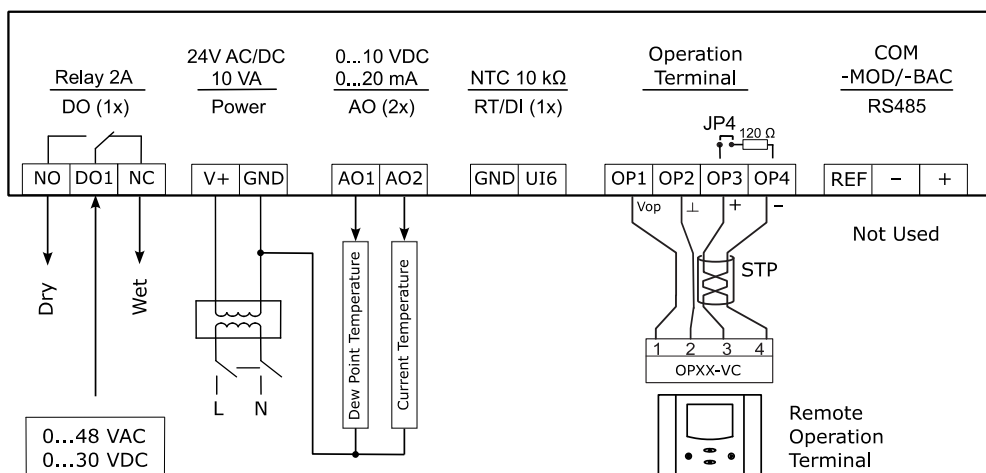 Relay 2A
DO (1x)
24V AC/DC
10 VA
Power
0...10 VDC
0...20 mA
AO (2x)
NTC 10 kΩ
RT/DI (1x)
Operation
Terminal
COM
-MOD/-BAC
RS485
JP4
120 Ω
NO DO1 NC
V+ GND
AO1 AO2
GND UI6
OP1 OP2 OP3 OP4
REF − +
Vop ⊥ + −
Not Used
STP
Dry
Wet
Dew Point Temperature
Current Temperature
L N
1 2 3 4
OPXX-VC
0...48 VAC
0...30 VDC
Remote
Operation
Terminal